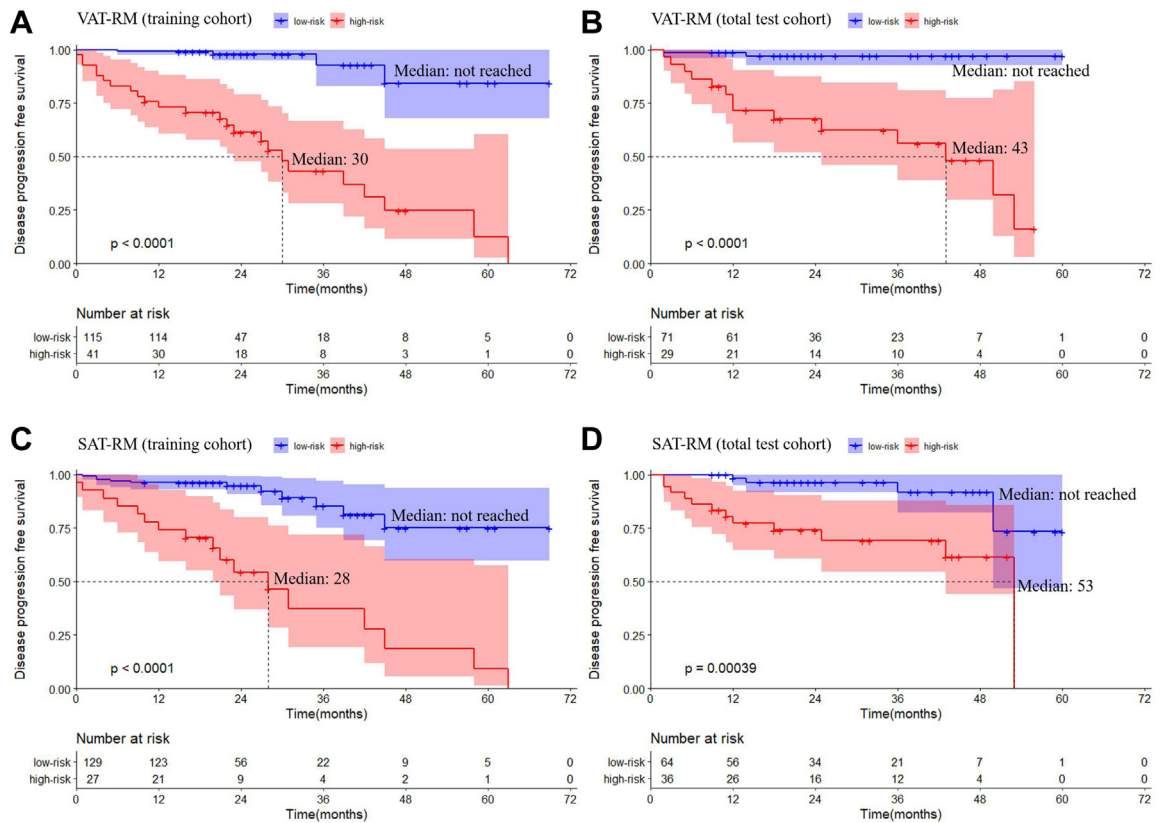 A
VAT-RM (training cohort) low-risk high-risk
Disease progression free survival
1.00
0.75
0.50
0.25
0.00
Median: not reached
Median: 30
p < 0.0001
0 12 24 36 48 60 72
Time(months)
Number at risk
low-risk 115 114 47 18 8 5 0
high-risk 41 30 18 8 3 1 0
0 12 24 36 48 60 72
Time(months)
B
VAT-RM (total test cohort) low-risk high-risk
Disease progression free survival
1.00
0.75
0.50
0.25
0.00
Median: not reached
Median: 43
p < 0.0001
0 12 24 36 48 60 72
Time(months)
Number at risk
low-risk 71 61 36 23 7 1 0
high-risk 29 21 14 10 4 0 0
0 12 24 36 48 60 72
Time(months)
C
SAT-RM (training cohort) low-risk high-risk
Disease progression free survival
1.00
0.75
0.50
0.25
0.00
Median: not reached
Median: 28
p < 0.0001
0 12 24 36 48 60 72
Time(months)
Number at risk
low-risk 129 123 56 22 9 5 0
high-risk 27 21 9 4 2 1 0
0 12 24 36 48 60 72
Time(months)
D
SAT-RM (total test cohort) low-risk high-risk
Disease progression free survival
1.00
0.75
0.50
0.25
0.00
Median: not reached
Median: 53
p = 0.00039
0 12 24 36 48 60 72
Time(months)
Number at risk
low-risk 64 56 34 21 7 1 0
high-risk 36 26 16 12 4 0 0
0 12 24 36 48 60 72
Time(months)